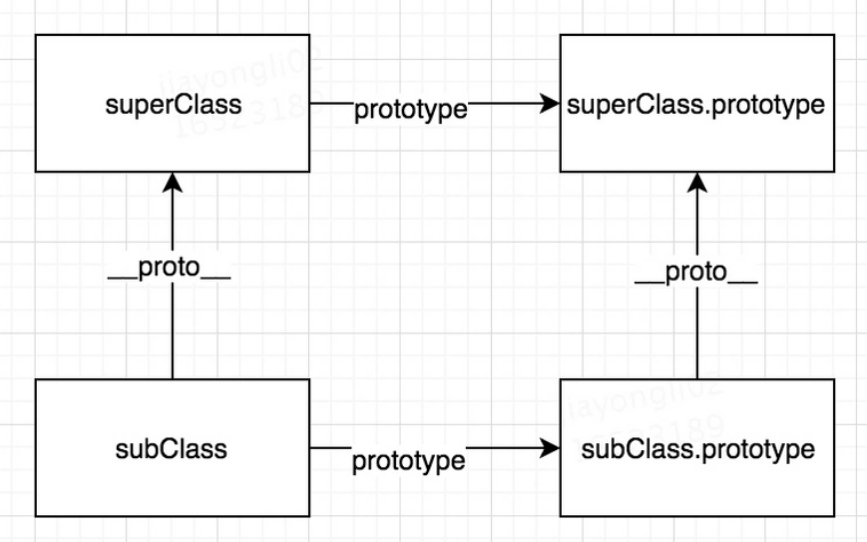 superClass
prototype
superClass.prototype
__proto__
__proto__
subClass
prototype
subClass.prototype